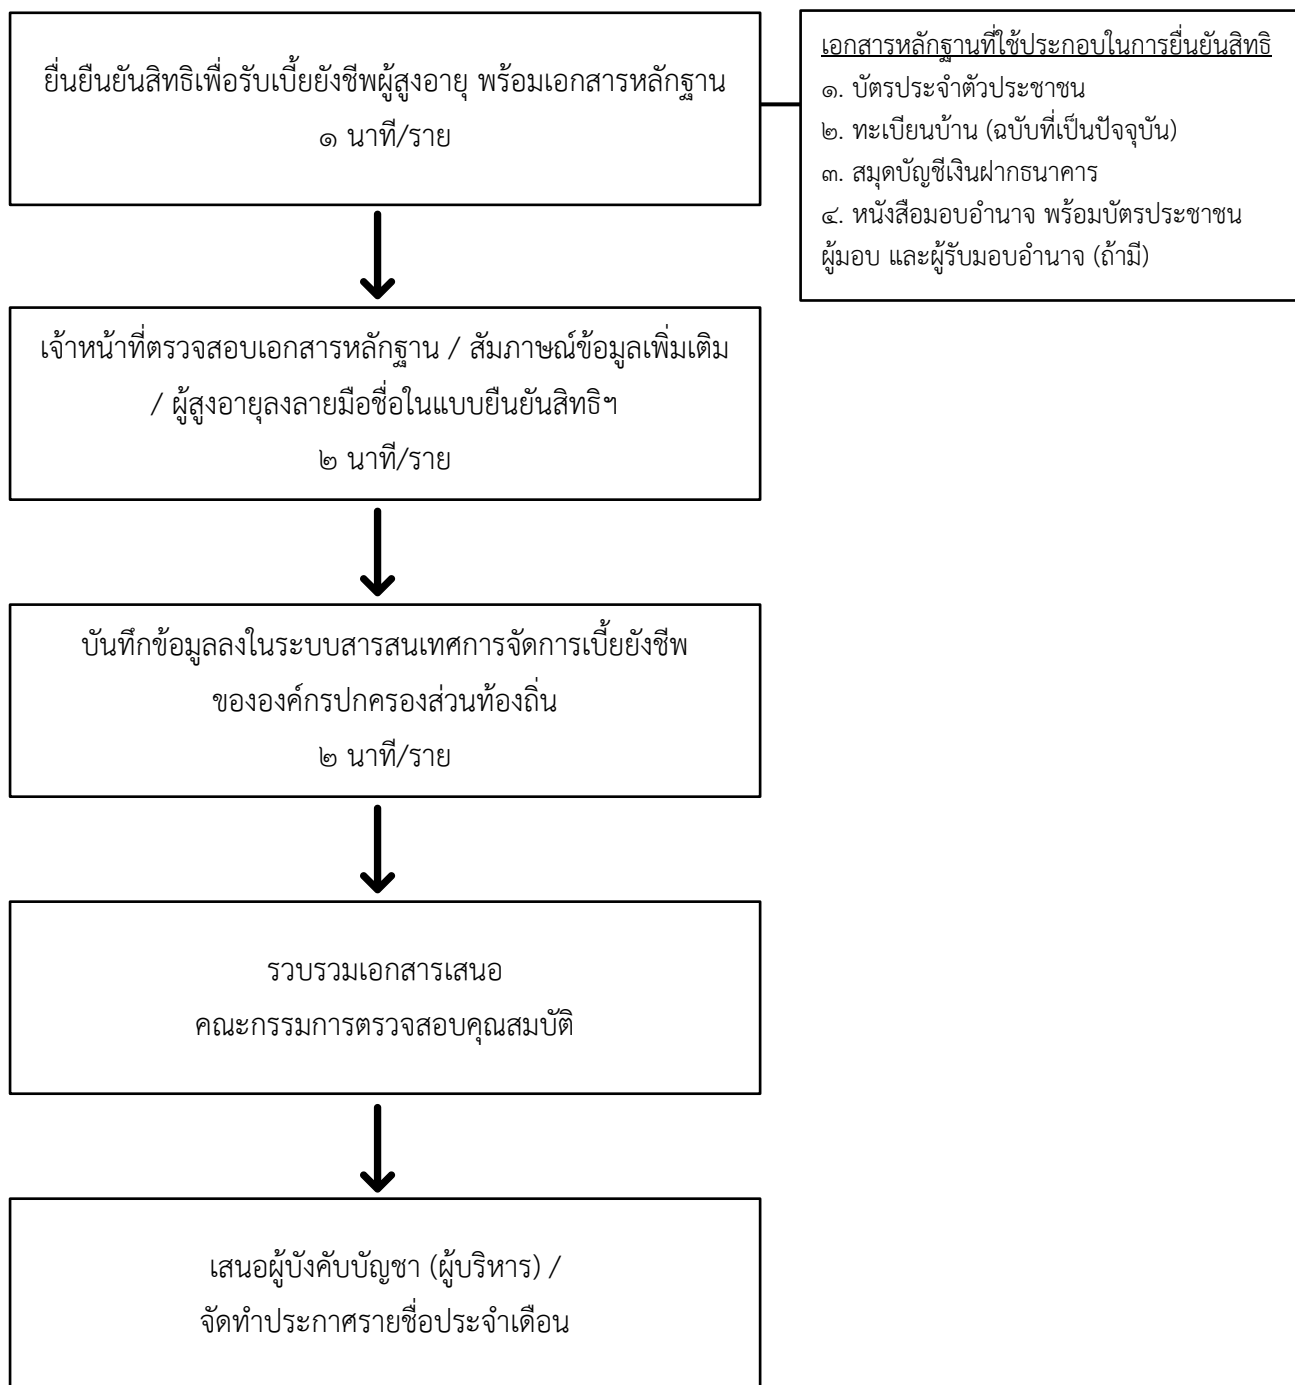 ยื่นยืนยันสิทธิเพื่อรับเบี้ยยังชีพผู้สูงอายุ พร้อมเอกสารหลักฐาน
๑ นาที/ราย
เอกสารหลักฐานที่ใช้ประกอบในการยื่นยันสิทธิ
๑. บัตรประจำตัวประชาชน
๒. ทะเบียนบ้าน (ฉบับที่เป็นปัจจุบัน)
๓. สมุดบัญชีเงินฝากธนาคาร
๔. หนังสือมอบอำนาจ พร้อมบัตรประชาชน
ผู้มอบ และผู้รับมอบอำนาจ (ถ้ามี)
เจ้าหน้าที่ตรวจสอบเอกสารหลักฐาน / สัมภาษณ์ข้อมูลเพิ่มเติม
/ ผู้สูงอายุลงลายมือชื่อในแบบยืนยันสิทธิฯ
๒ นาที/ราย
บันทึกข้อมูลลงในระบบสารสนเทศการจัดการเบี้ยยังชีพ
ขององค์กรปกครองส่วนท้องถิ่น
๒ นาที/ราย
รวบรวมเอกสารเสนอ
คณะกรรมการตรวจสอบคุณสมบัติ
เสนอผู้บังคับบัญชา (ผู้บริหาร) /
จัดทำประกาศรายชื่อประจำเดือน